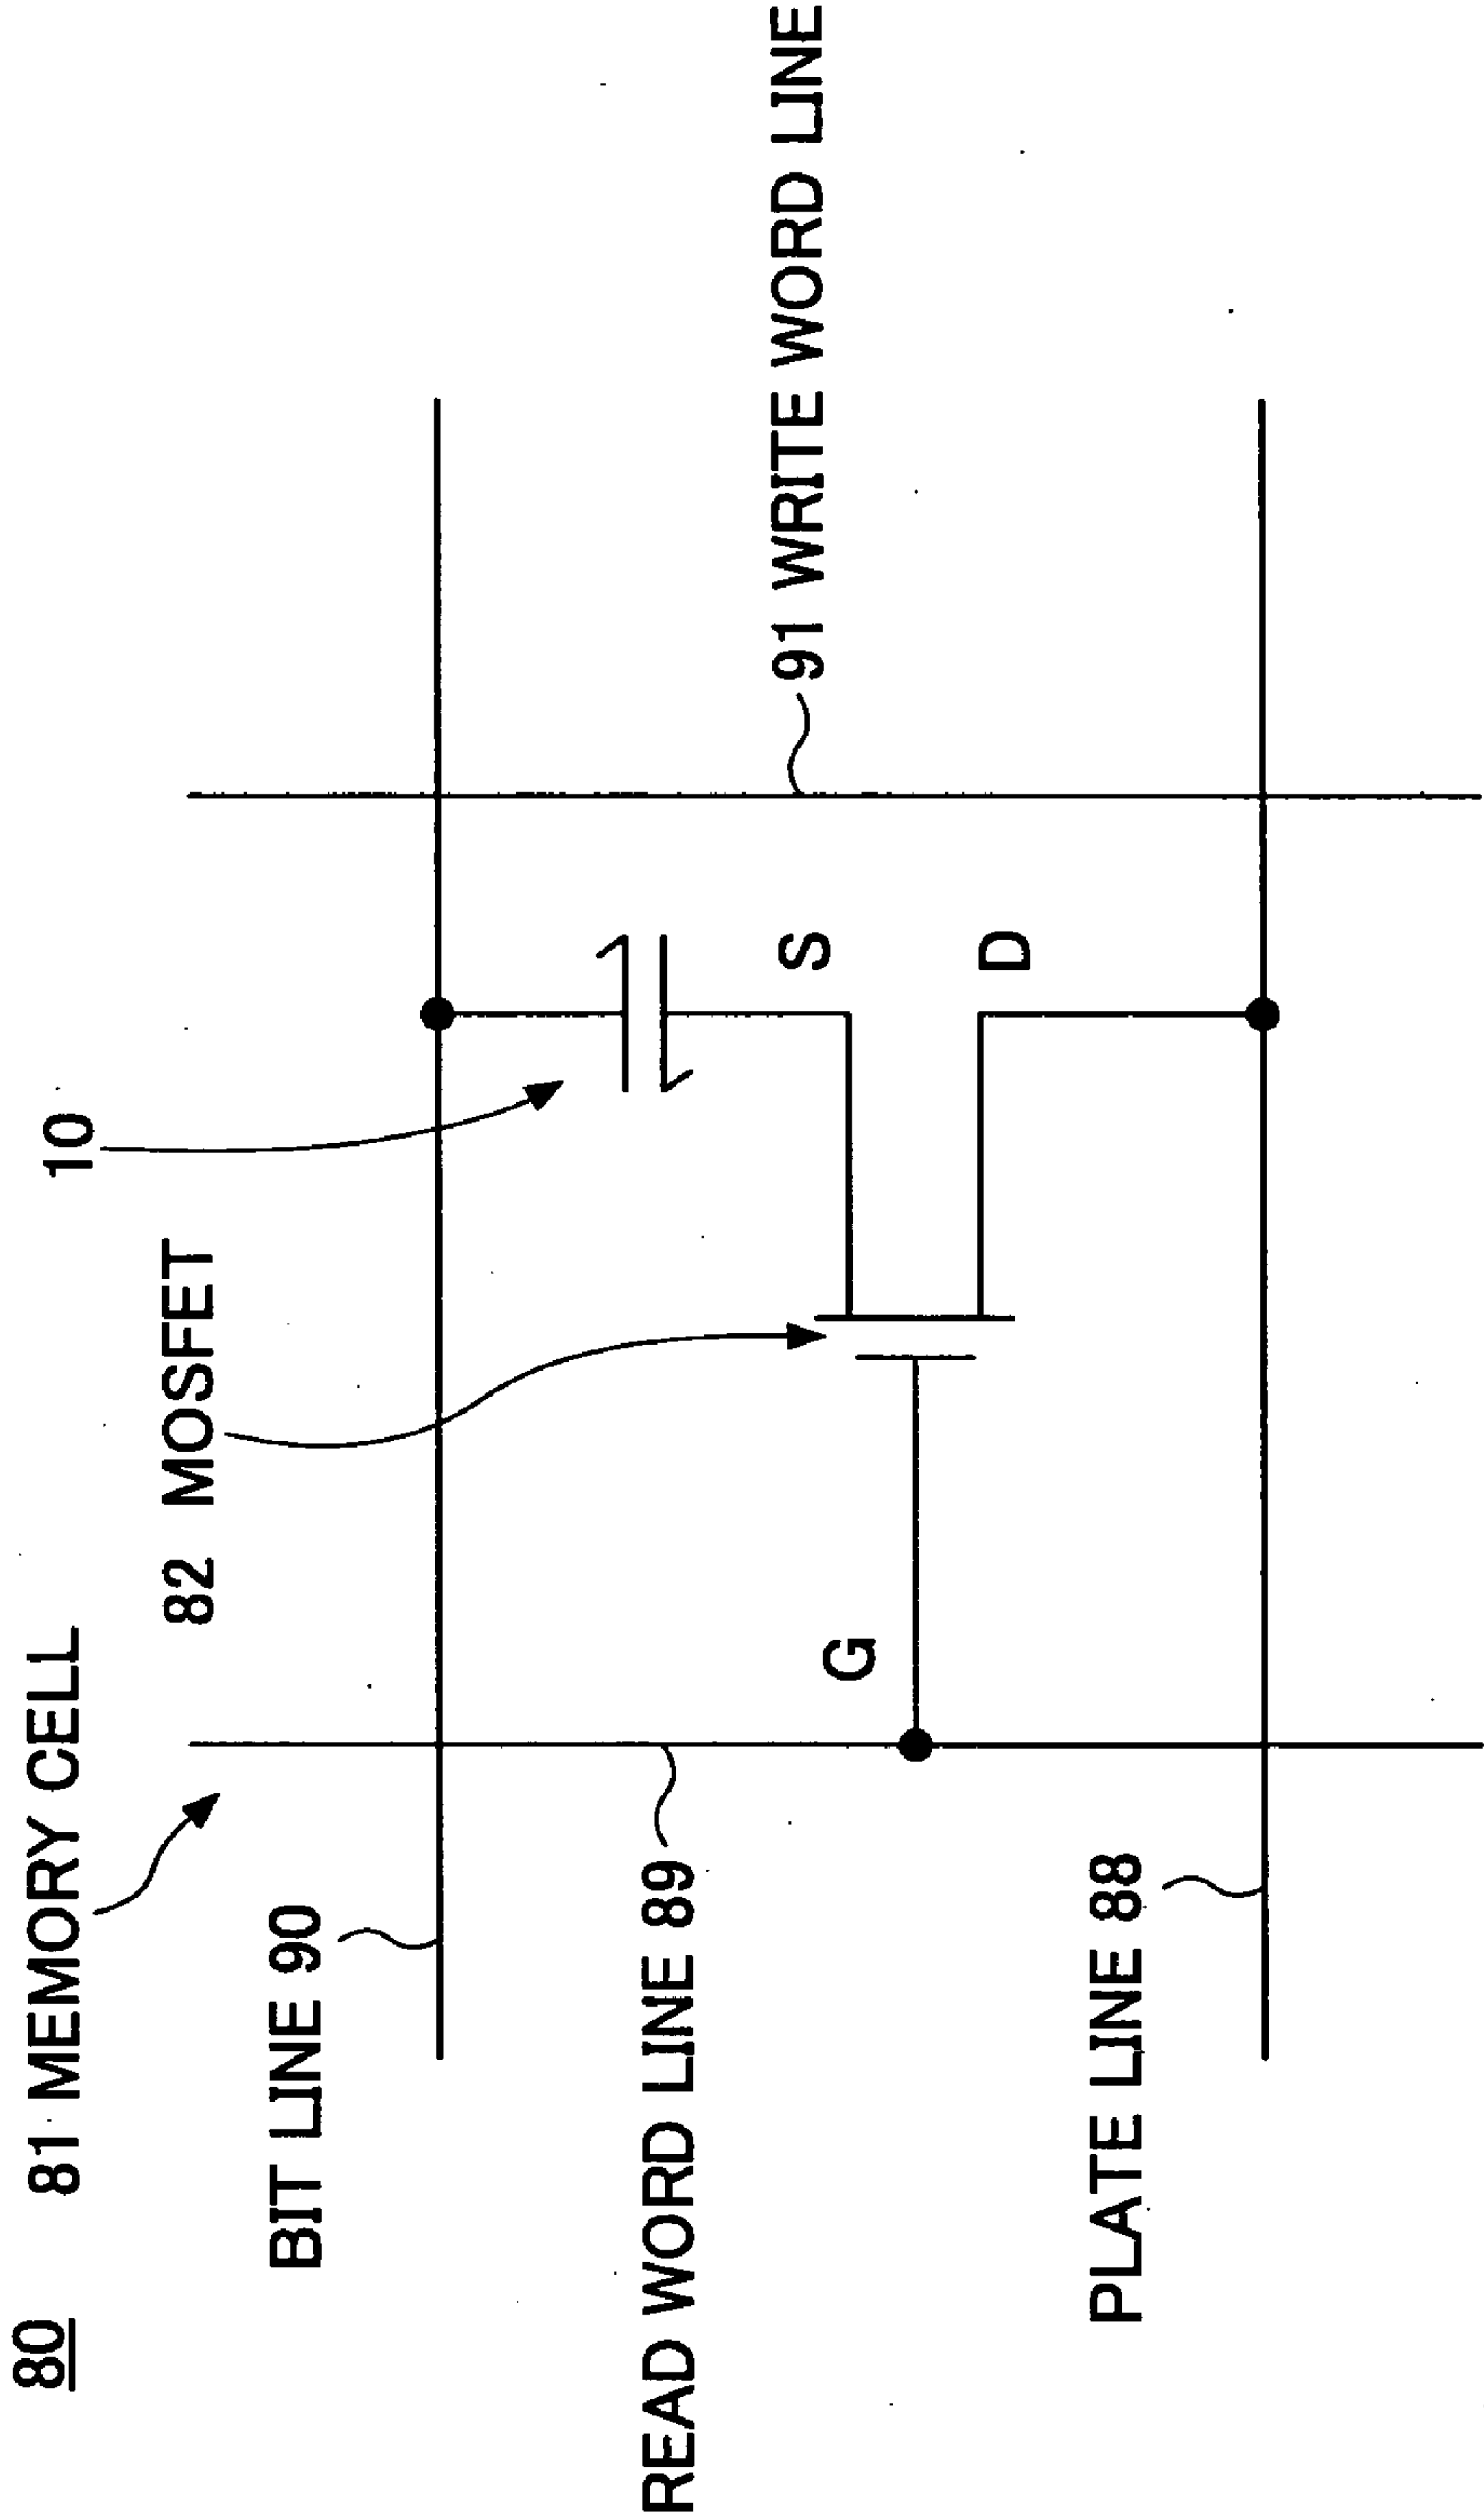 80
81 MEMORY CELL
82 MOSFET
10
BIT LINE 90
READ WORD LINE 89
G
S
91 WRITE WORD LINE
D
PLATE LINE 88